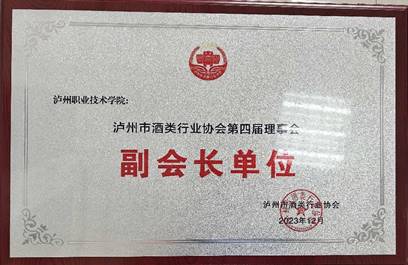 泸州职业技术学院:
泸州市酒类行业协会第四届理事会
副会长单位
泸州市酒类行业协会
2023年12月